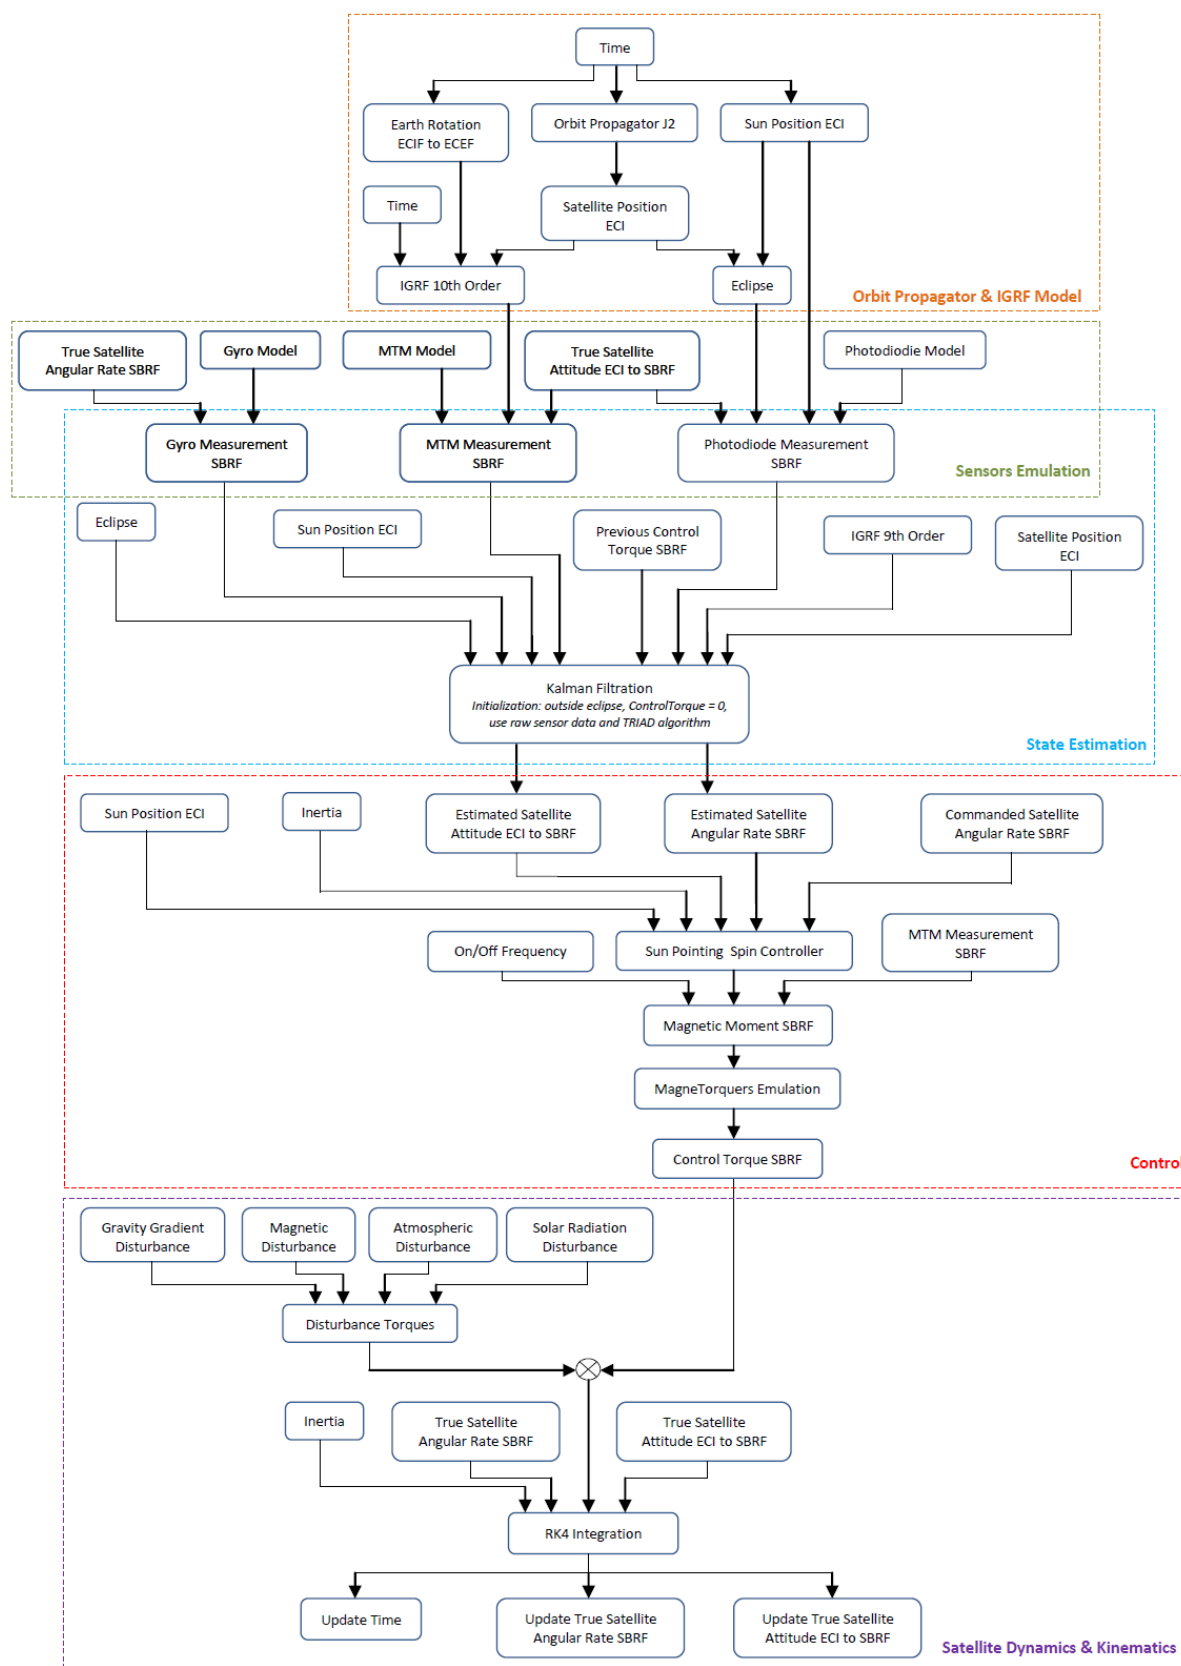 Time
Earth Rotation
ECIF to ECEF
Orbit Propagator J2
Sun Position ECI
Time
Satellite Position
ECI
IGRF 10th Order
Eclipse
Orbit Propagator & IGRF Model
True Satellite
Angular Rate SBRF
Gyro Model
MTM Model
True Satellite
Attitude ECI to SBRF
Photodiodie Model
Gyro Measurement
SBRF
MTM Measurement
SBRF
Photodiode Measurement
SBRF
Sensors Emulation
Eclipse
Sun Position ECI
Previous Control
Torque SBRF
IGRF 9th Order
Satellite Position
ECI
Kalman Filtration
Initialization: outside eclipse, ControlTorque = 0,
use raw sensor data and TRIAD algorithm
State Estimation
Sun Position ECI
Inertia
Estimated Satellite
Attitude ECI to SBRF
Estimated Satellite
Angular Rate SBRF
Commanded Satellite
Angular Rate SBRF
On/Off Frequency
Sun Pointing Spin Controller
MTM Measurement
SBRF
Magnetic Moment SBRF
MagneTorquers Emulation
Control Torque SBRF
Control
Gravity Gradient
Disturbance
Magnetic
Disturbance
Atmospheric
Disturbance
Solar Radiation
Disturbance
Disturbance Torques
Inertia
True Satellite
Angular Rate SBRF
True Satellite
Attitude ECI to SBRF
RK4 Integration
Update Time
Update True Satellite
Angular Rate SBRF
Update True Satellite
Attitude ECI to SBRF
Satellite Dynamics & Kinematics